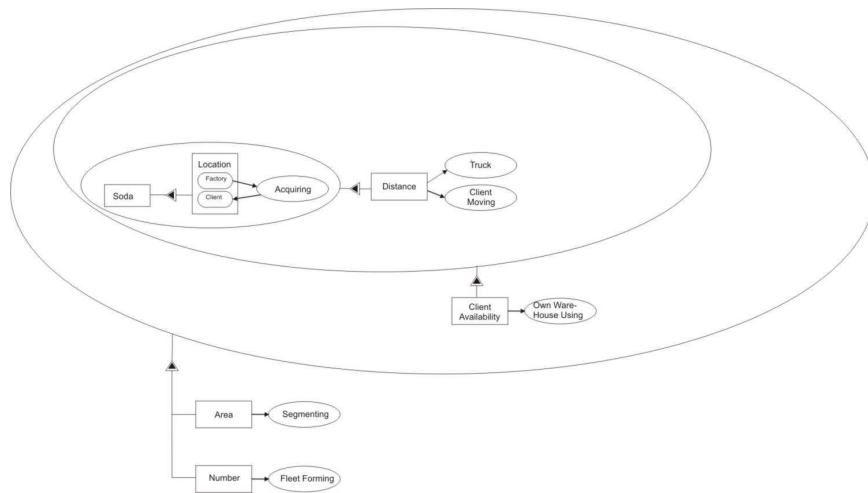 Location
Factory
Client
Soda
Acquiring
Distance
Truck
Client
Moving
Client
Availability
Own Ware-
House Using
Area
Segmenting
Number
Fleet Forming